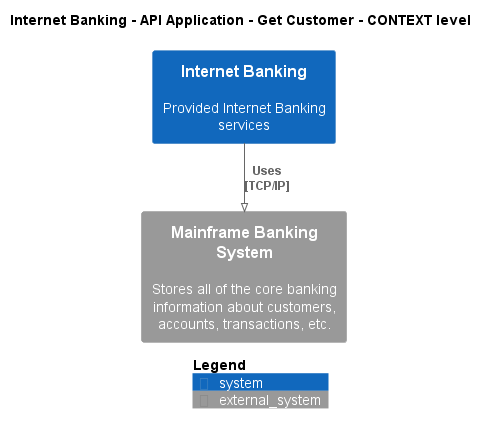 Internet Banking - API Application - Get Customer - CONTEXT level
Internet Banking
Provided Internet Banking
services
Uses
[TCP/IP]
Mainframe Banking
System
Stores all of the core banking
information about customers,
accounts, transactions, etc.
Legend
system
external_system